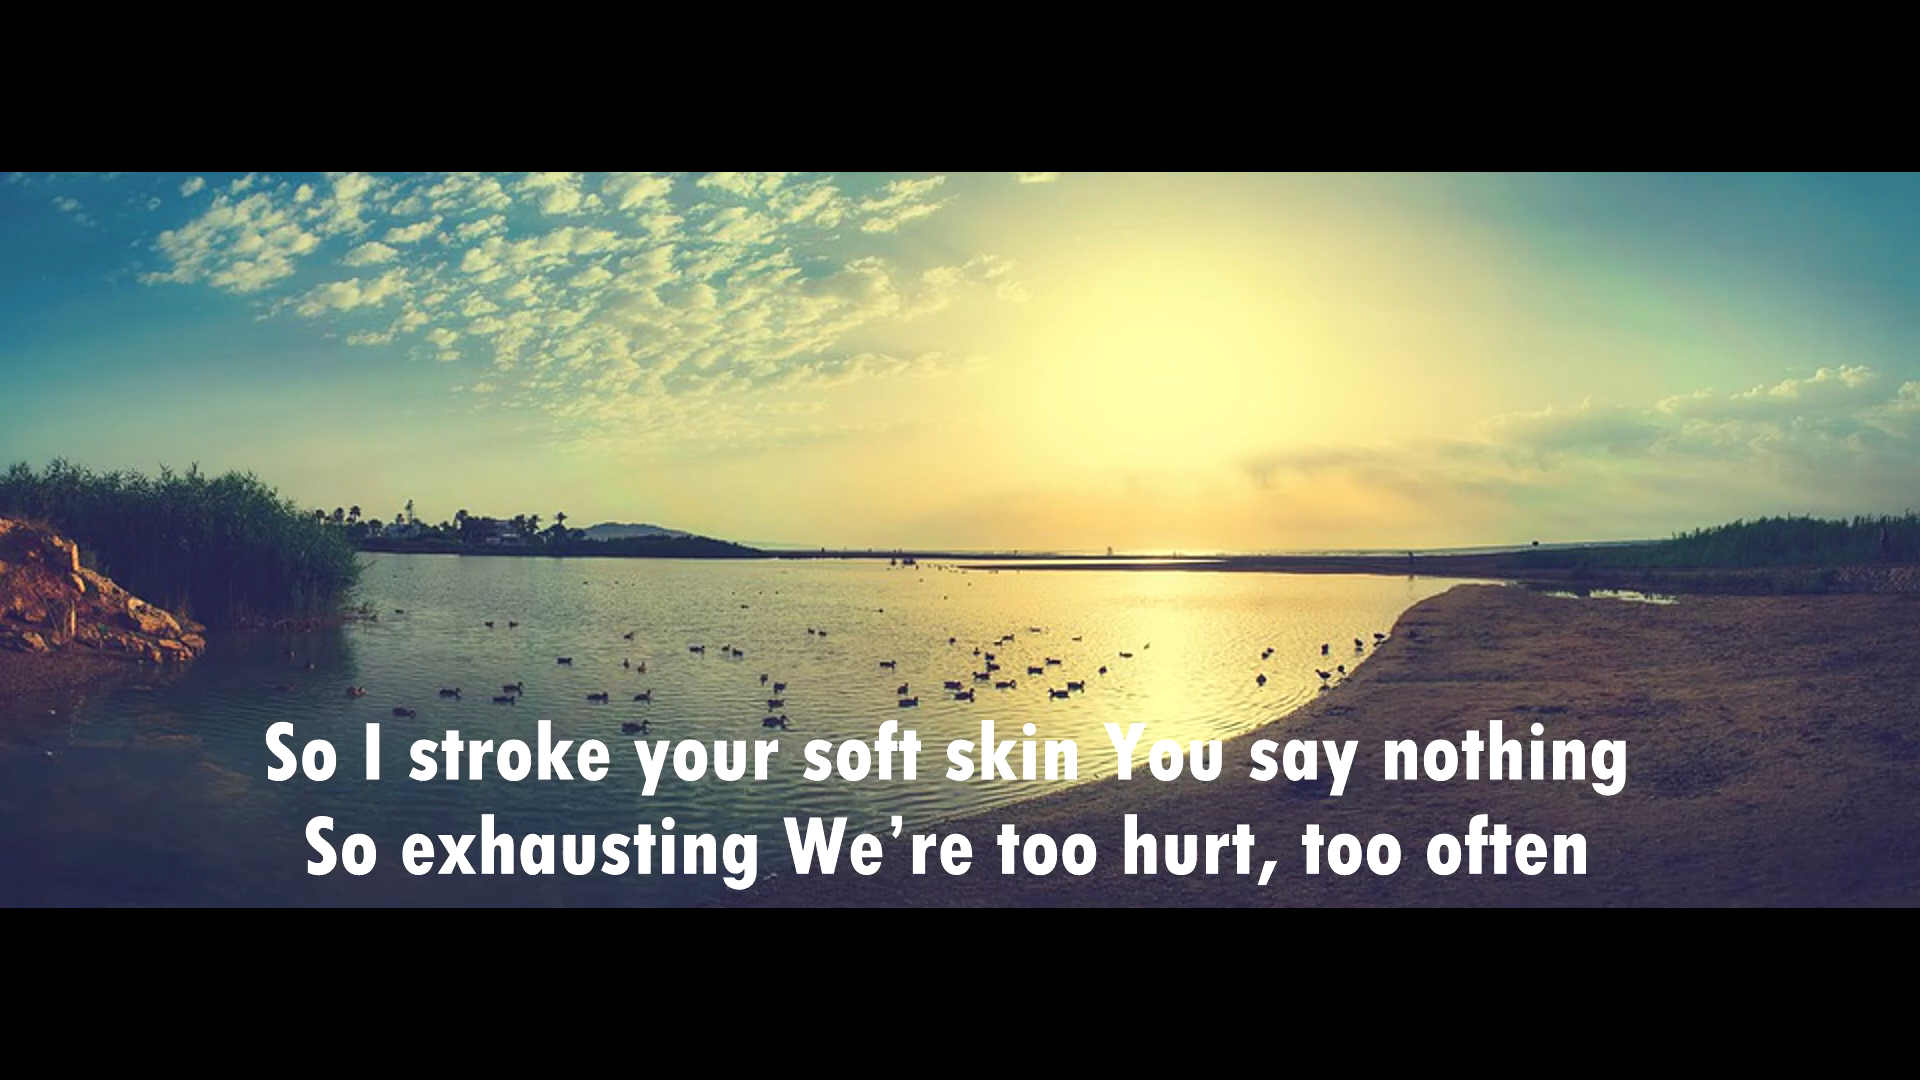 So I stroke your soft skin You say nothing
So exhausting We’re too hurt, too often